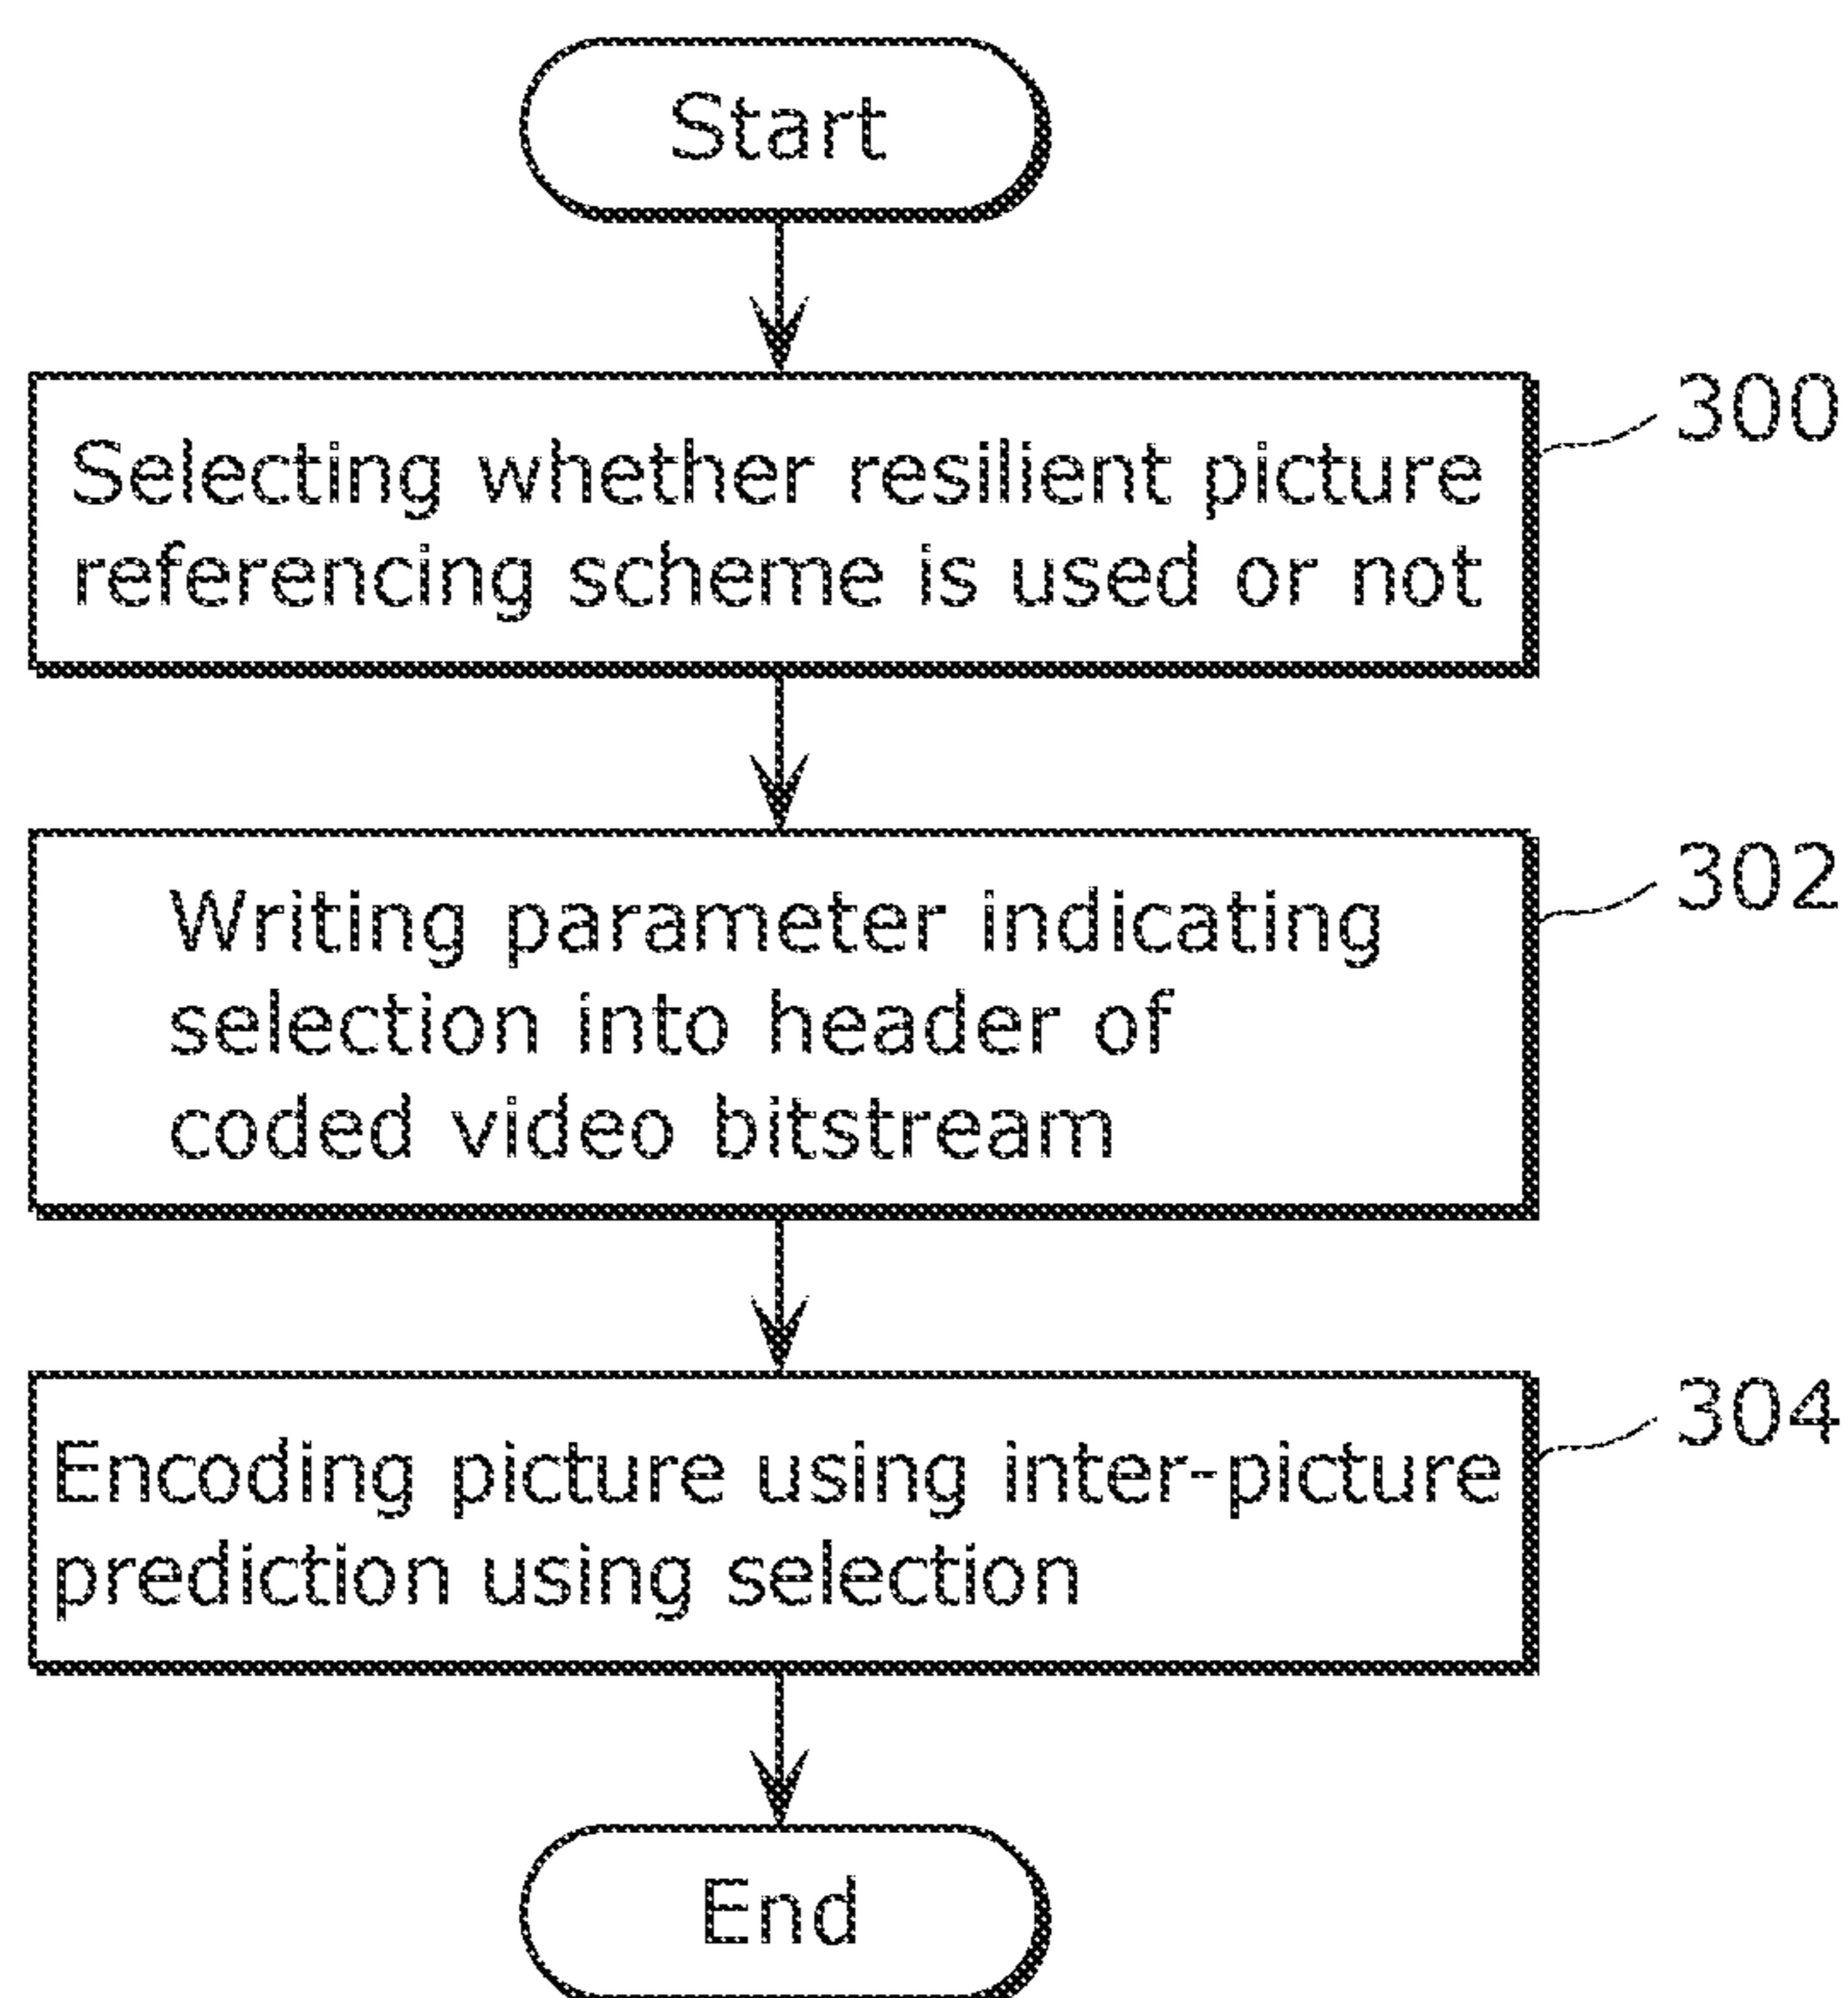 Start
300
Selecting whether resilient picture
referencing scheme is used or not
302
Writing parameter indicating
selection into header of
coded video bitstream
304
Encoding picture using inter-picture
prediction using selection
End